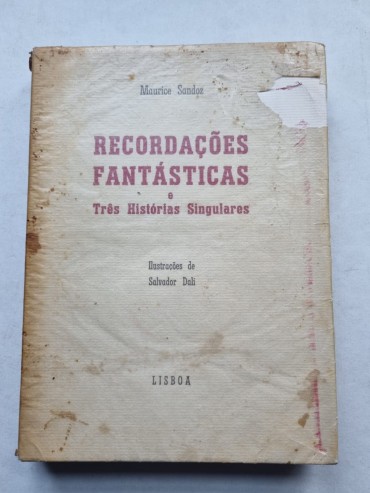 Maurice Sandoz
RECORDAÇÕES
FANTÁSTICAS
e
Três Histórias Singulares
Ilustrações de
Salvador Dali
LISBOA